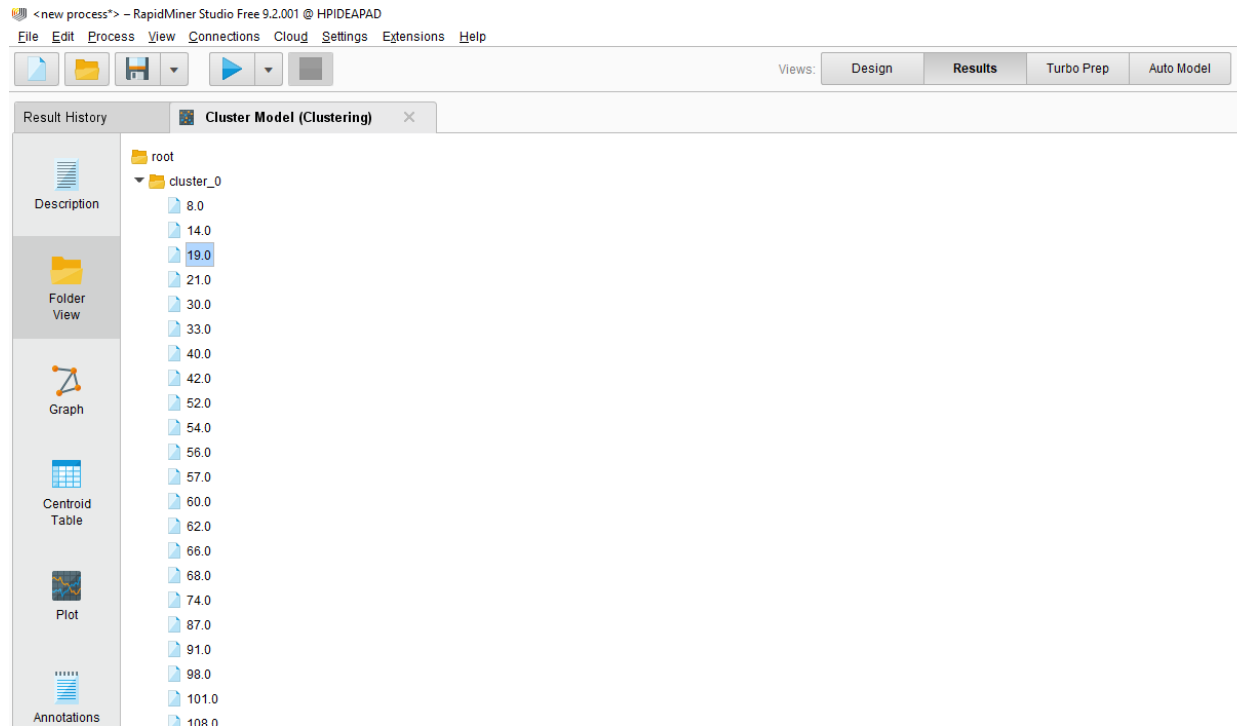 <new process*> – RapidMiner Studio Free 9.2.001 @ HPIDEAPAD
File Edit Process View Connections Cloud Settings Extensions Help
Views: Design Results Turbo Prep Auto Model
Result History Cluster Model (Clustering)
root
cluster_0
8.0
Description
14.0
19.0
21.0
Folder
View
30.0
33.0
40.0
42.0
Graph
52.0
54.0
56.0
57.0
Centroid
Table
60.0
62.0
66.0
68.0
74.0
Plot
87.0
91.0
98.0
101.0
Annotations
108.0